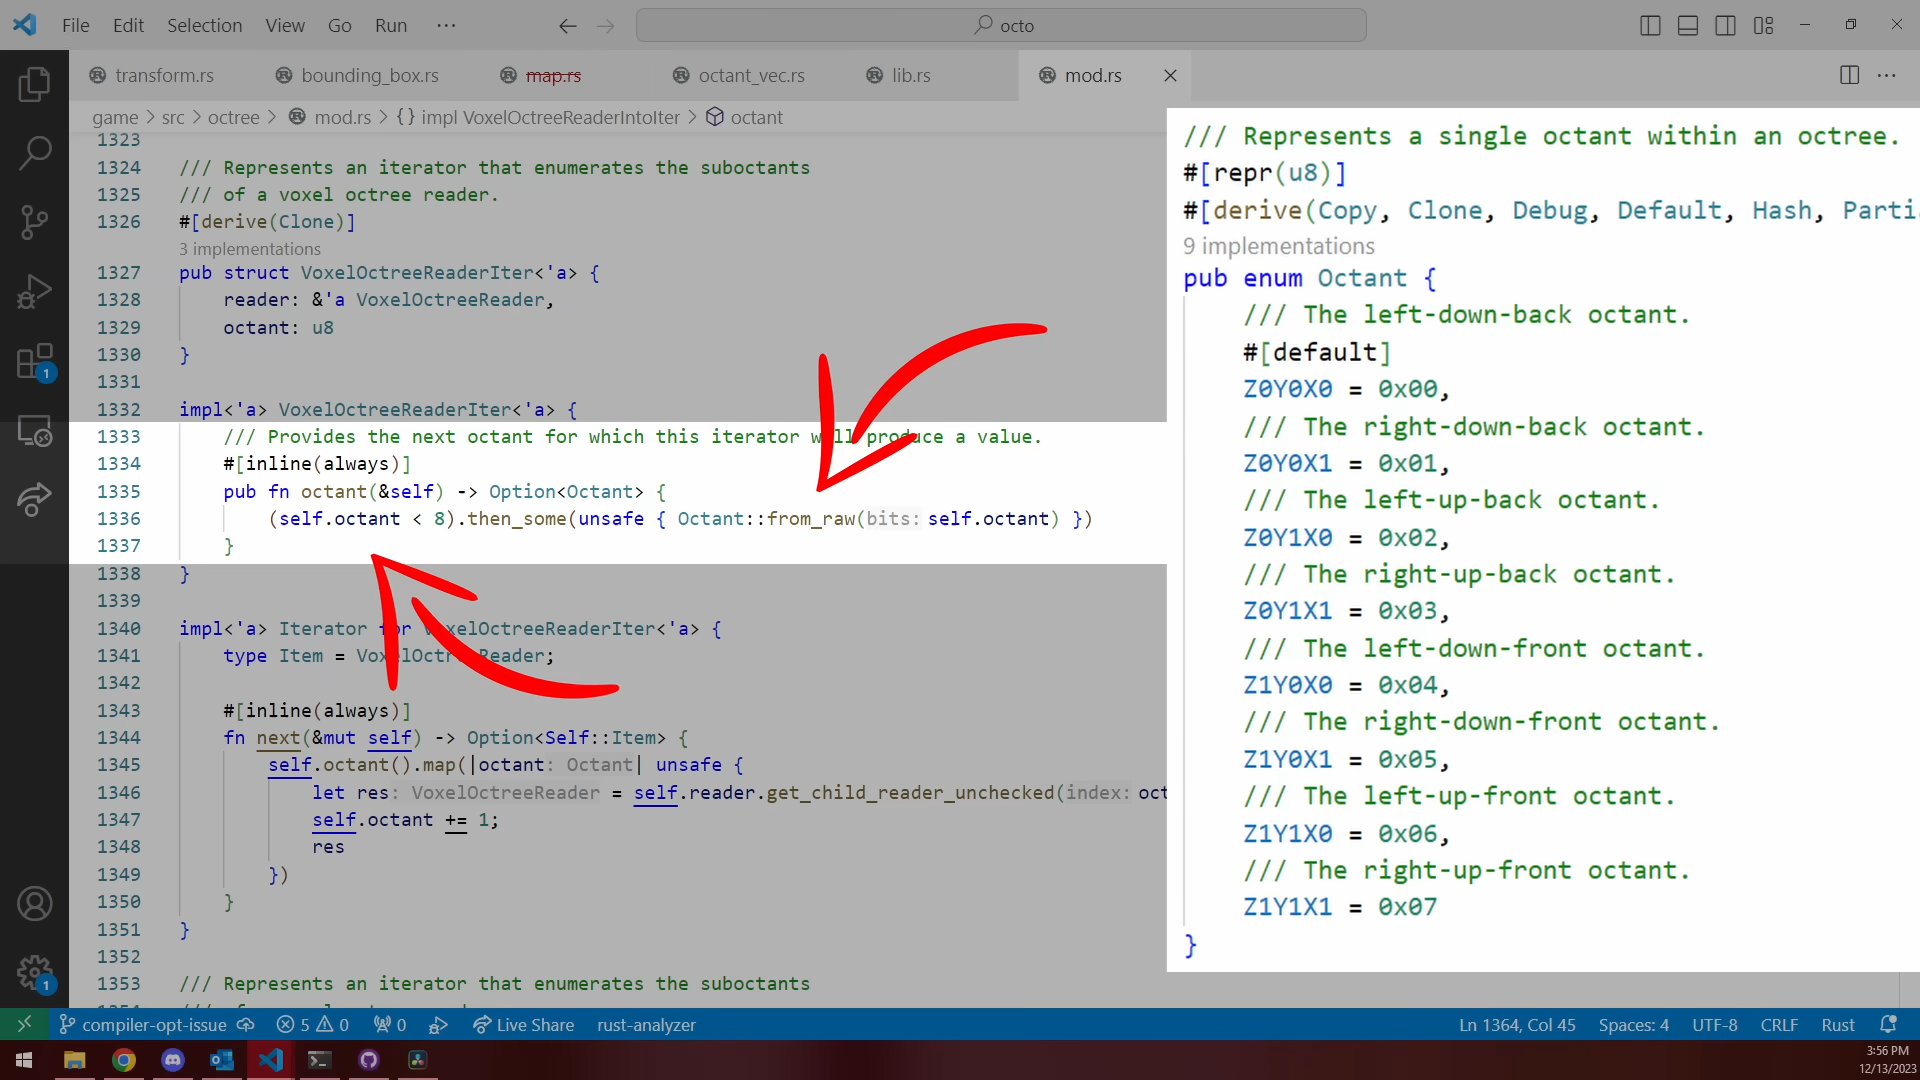 File Edit Selection View Go Run ···
octo
transform.rs bounding_box.rs map.rs octant_vec.rs lib.rs mod.rs
game > src > octree > mod.rs > {} impl VoxelOctreeReaderIntoIter > octant
1323
1324 /// Represents an iterator that enumerates the suboctants
1325 /// of a voxel octree reader.
1326 #[derive(Clone)]
3 implementations
1327 pub struct VoxelOctreeReaderIter<'a> {
1328 reader: &'a VoxelOctreeReader,
1329 octant: u8
1330 }
1331
1332 impl<'a> VoxelOctreeReaderIter<'a> {
1333 /// Provides the next octant for which this iterator will produce a value.
1334 #[inline(always)]
1335 pub fn octant(&self) -> Option<Octant> {
1336 (self.octant < 8).then_some(unsafe { Octant::from_raw(bits: self.octant) })
1337 }
1338 }
1339
1340 impl<'a> Iterator for VoxelOctreeReaderIter<'a> {
1341 type Item = VoxelOctreeReader;
1342
1343 #[inline(always)]
1344 fn next(&mut self) -> Option<Self::Item> {
1345 self.octant().map(|octant: Octant| unsafe {
1346 let res: VoxelOctreeReader = self.reader.get_child_reader_unchecked(index: oct
1347 self.octant += 1;
1348 res
1349 })
1350 }
1351 }
1352
1353 /// Represents an iterator that enumerates the suboctants
/// Represents a single octant within an octree.
#[repr(u8)]
#[derive(Copy, Clone, Debug, Default, Hash, Parti
9 implementations
pub enum Octant {
/// The left-down-back octant.
#[default]
Z0Y0X0 = 0x00,
/// The right-down-back octant.
Z0Y0X1 = 0x01,
/// The left-up-back octant.
Z0Y1X0 = 0x02,
/// The right-up-back octant.
Z0Y1X1 = 0x03,
/// The left-down-front octant.
Z1Y0X0 = 0x04,
/// The right-down-front octant.
Z1Y0X1 = 0x05,
/// The left-up-front octant.
Z1Y1X0 = 0x06,
/// The right-up-front octant.
Z1Y1X1 = 0x07
}
1
1
compiler-opt-issue 5 0 0 Live Share rust-analyzer Ln 1364, Col 45 Spaces: 4 UTF-8 CRLF Rust
3:56 PM
12/13/2023